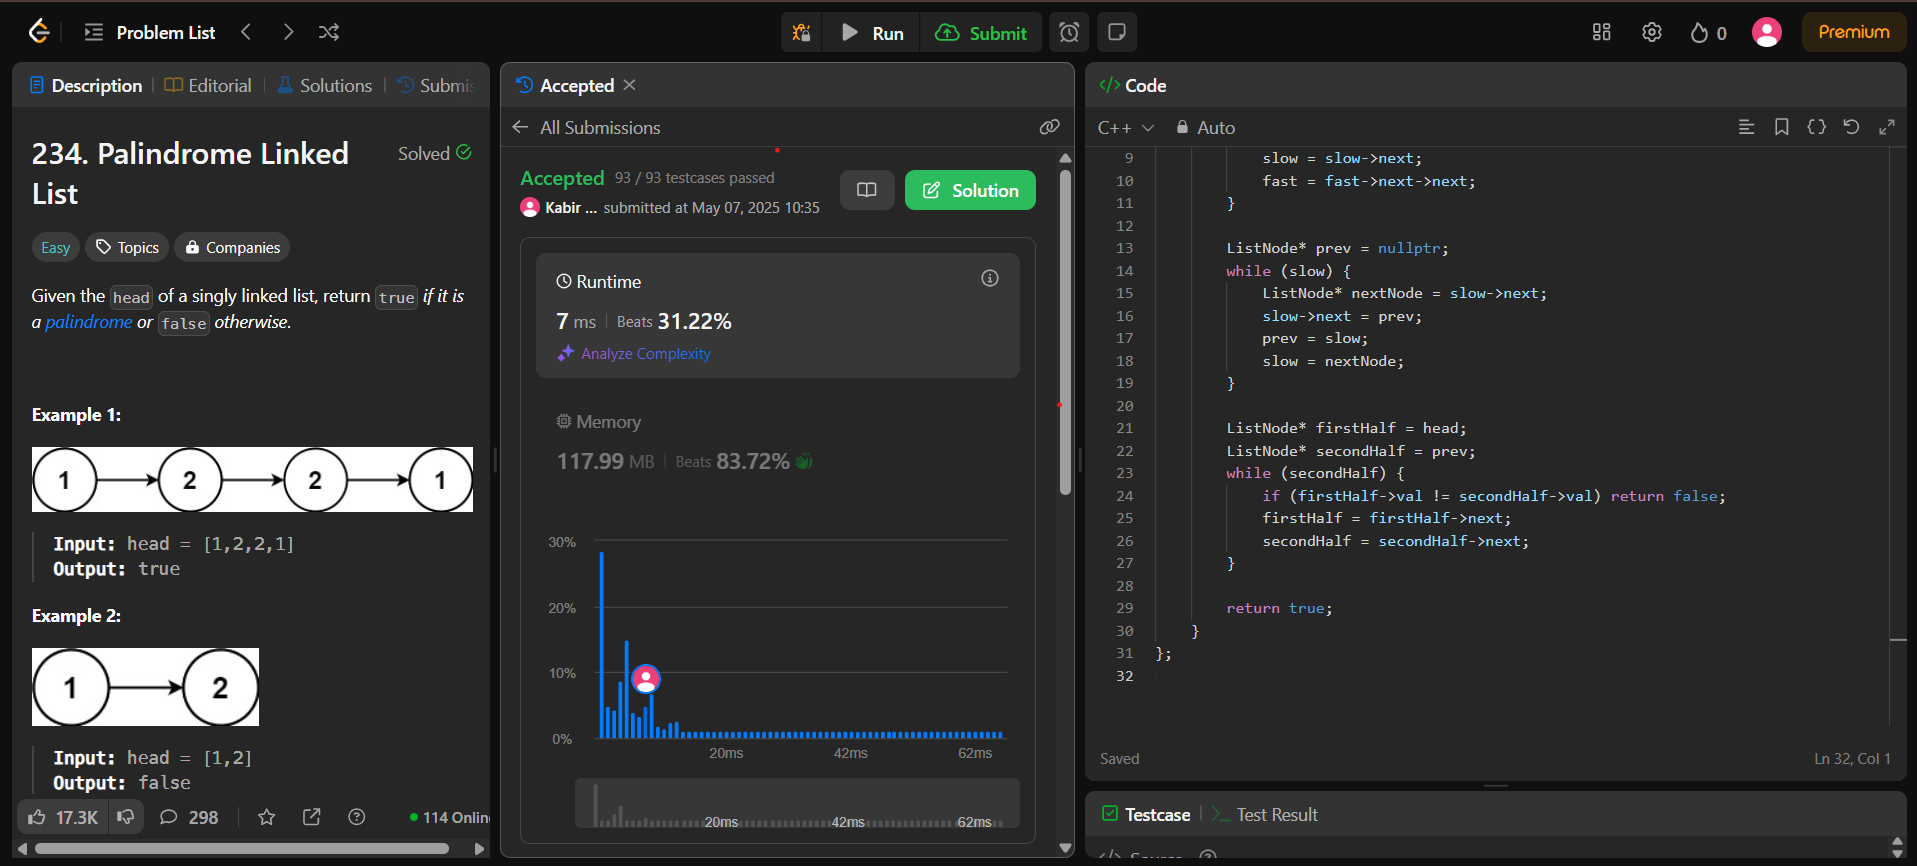 Problem List
Run
Submit
0
Premium
Description
Editorial
Solutions
Submis
234. Palindrome Linked
List
Solved
Easy
Topics
Companies
Given the head of a singly linked list, return true if it is
a palindrome or false otherwise.
Example 1:
1
2
2
1
Input: head = [1,2,2,1]
Output: true
Example 2:
1
2
Input: head = [1,2]
Output: false
17.3K
298
114 Onlin
Accepted
All Submissions
Accepted 93 / 93 testcases passed
Kabir ... submitted at May 07, 2025 10:35
Solution
Runtime
7 ms Beats 31.22%
Analyze Complexity
Memory
117.99 MB Beats 83.72%
30%
20%
10%
0%
20ms 42ms 62ms
20ms 42ms 62ms
</> Code
C++ Auto
9 slow = slow->next;
10 fast = fast->next->next;
11 }
12
13 ListNode* prev = nullptr;
14 while (slow) {
15 ListNode* nextNode = slow->next;
16 slow->next = prev;
17 prev = slow;
18 slow = nextNode;
19 }
20
21 ListNode* firstHalf = head;
22 ListNode* secondHalf = prev;
23 while (secondHalf) {
24 if (firstHalf->val != secondHalf->val) return false;
25 firstHalf = firstHalf->next;
26 secondHalf = secondHalf->next;
27 }
28
29 return true;
30 }
31 };
32
Saved
Ln 32, Col 1
Testcase
Test Result
</> Source